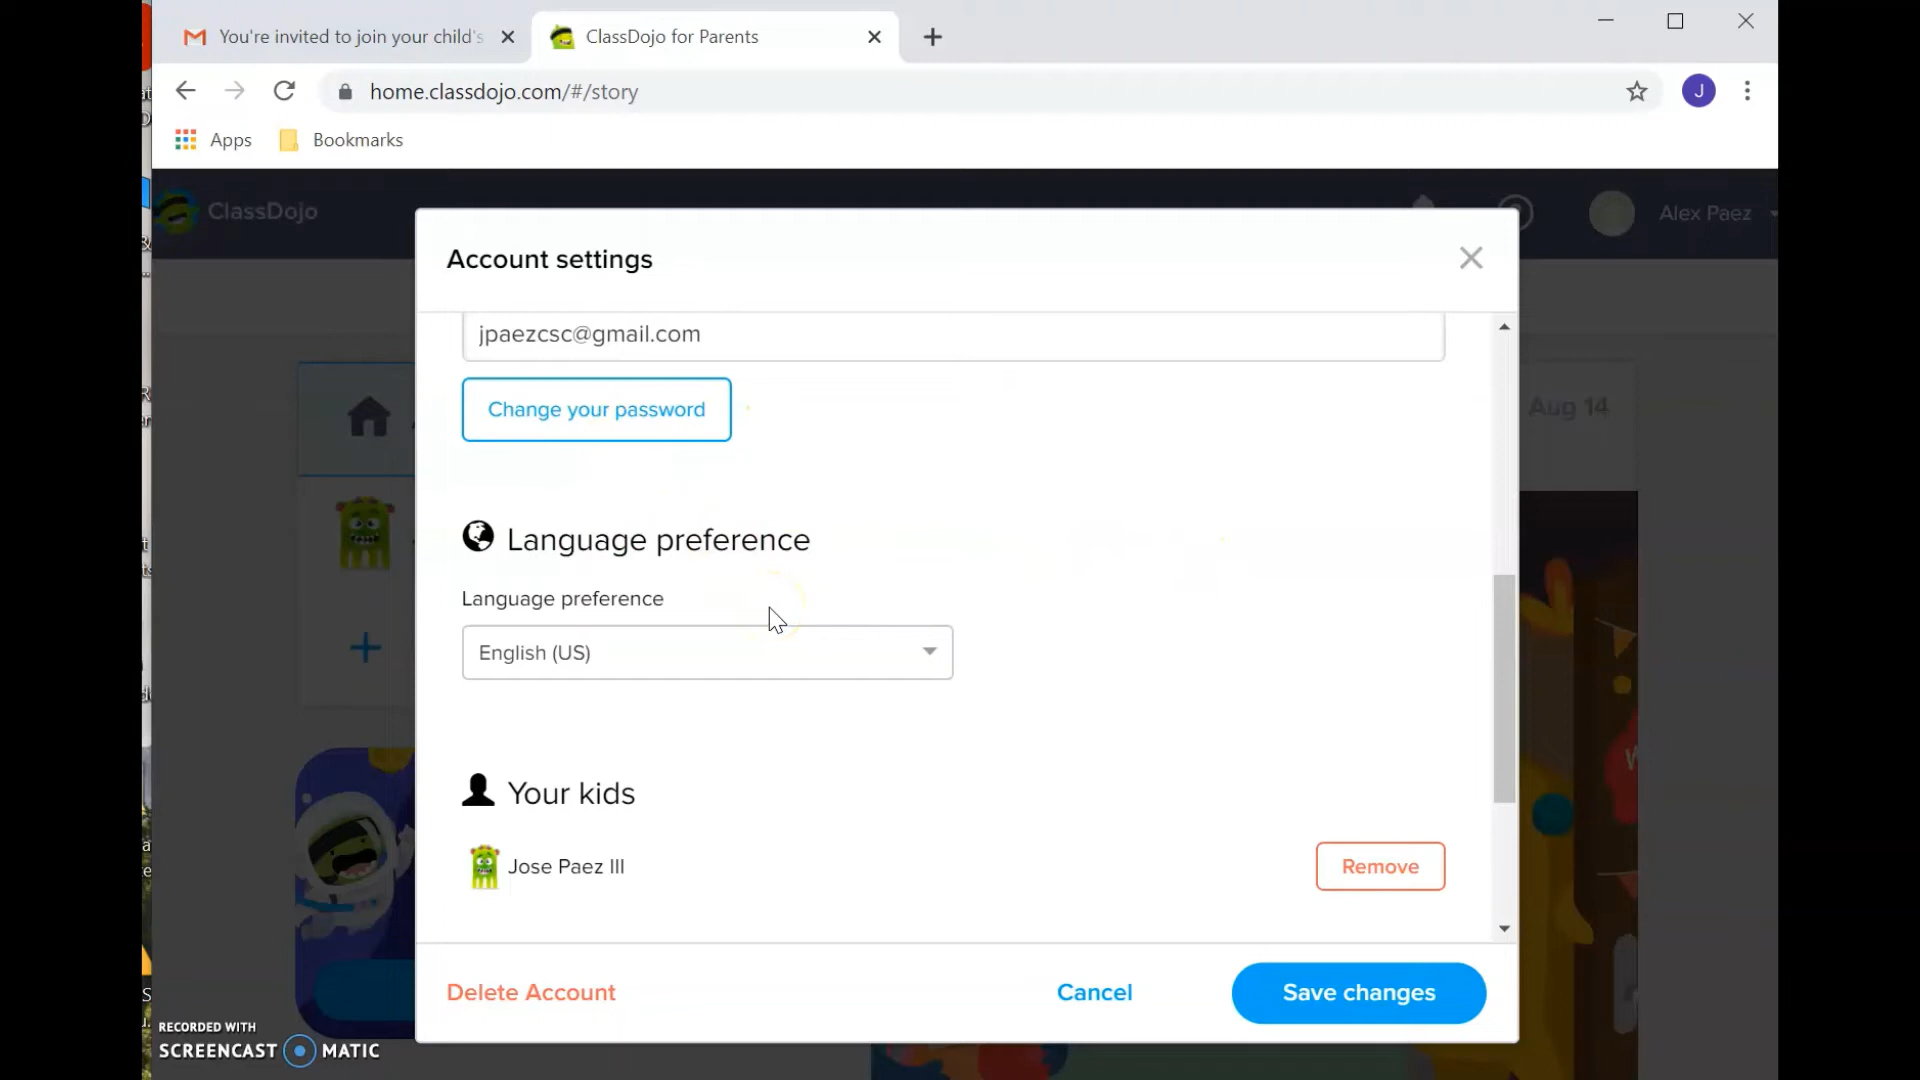 You're invited to join your child's
ClassDojo for Parents
home.classdojo.com/#/story
J
Apps
Bookmarks
ClassDojo
Alex Paez
Account settings
jpaezcsc@gmail.com
Change your password
Aug 14
Language preference
Language preference
English (US)
Your kids
Jose Paez III
Remove
Delete Account
Cancel
Save changes
RECORDED WITH
SCREENCAST MATIC